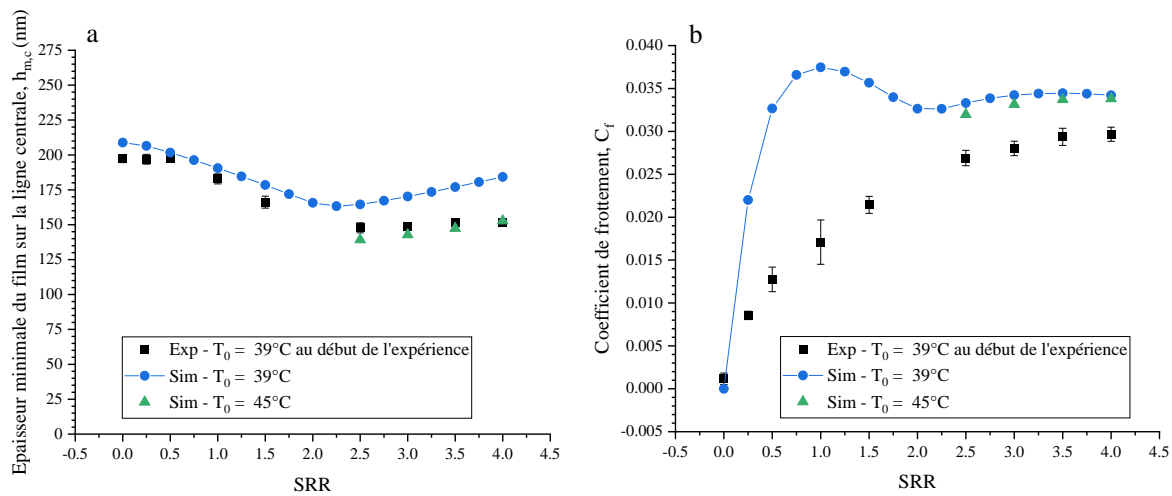 a
Epaisseur minimale du film sur la ligne centrale, h_{m,c} (nm)
275
250
225
200
175
150
125
100
75
50
25
0
-0.5 0.0 0.5 1.0 1.5 2.0 2.5 3.0 3.5 4.0 4.5
SRR
Exp - T_0 = 39°C au début de l'expérience
Sim - T_0 = 39°C
Sim - T_0 = 45°C
b
Coefficient de frottement, C_f
0.040
0.035
0.030
0.025
0.020
0.015
0.010
0.005
0.000
-0.005
-0.5 0.0 0.5 1.0 1.5 2.0 2.5 3.0 3.5 4.0 4.5
SRR
Exp - T_0 = 39°C au début de l'expérience
Sim - T_0 = 39°C
Sim - T_0 = 45°C